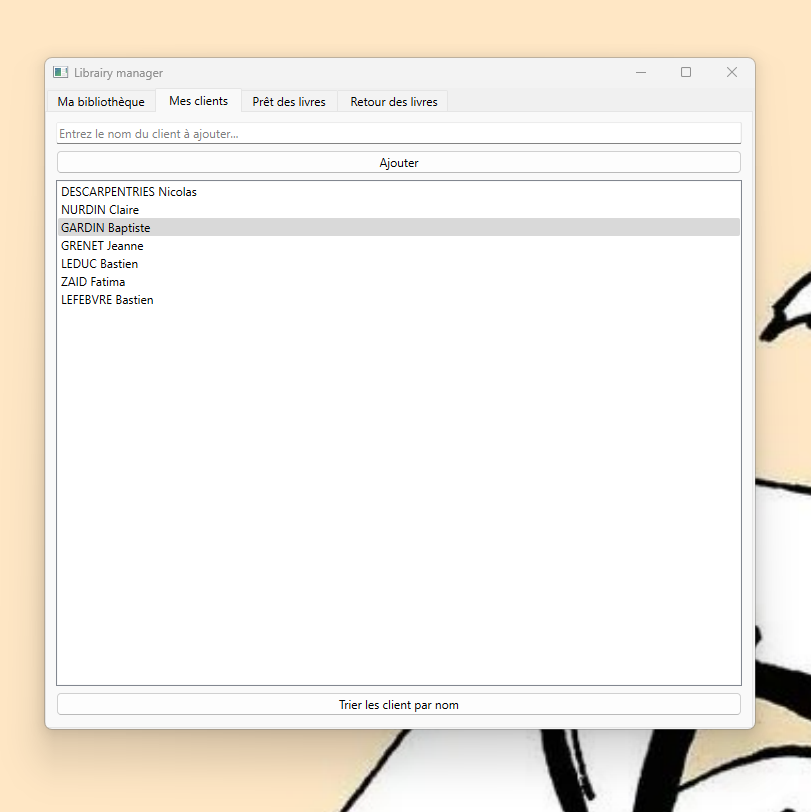 Librairy manager
Ma bibliothèque Mes clients Prêt des livres Retour des livres
Entrez le nom du client à ajouter...
Ajouter
DESCARPENTRIES Nicolas
NURDIN Claire
GARDIN Baptiste
GRENET Jeanne
LEDUC Bastien
ZAID Fatima
LEFEBVRE Bastien
Trier les client par nom